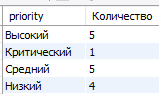 priority Количество
Высокий 5
Критический 1
Средний 5
Низкий 4